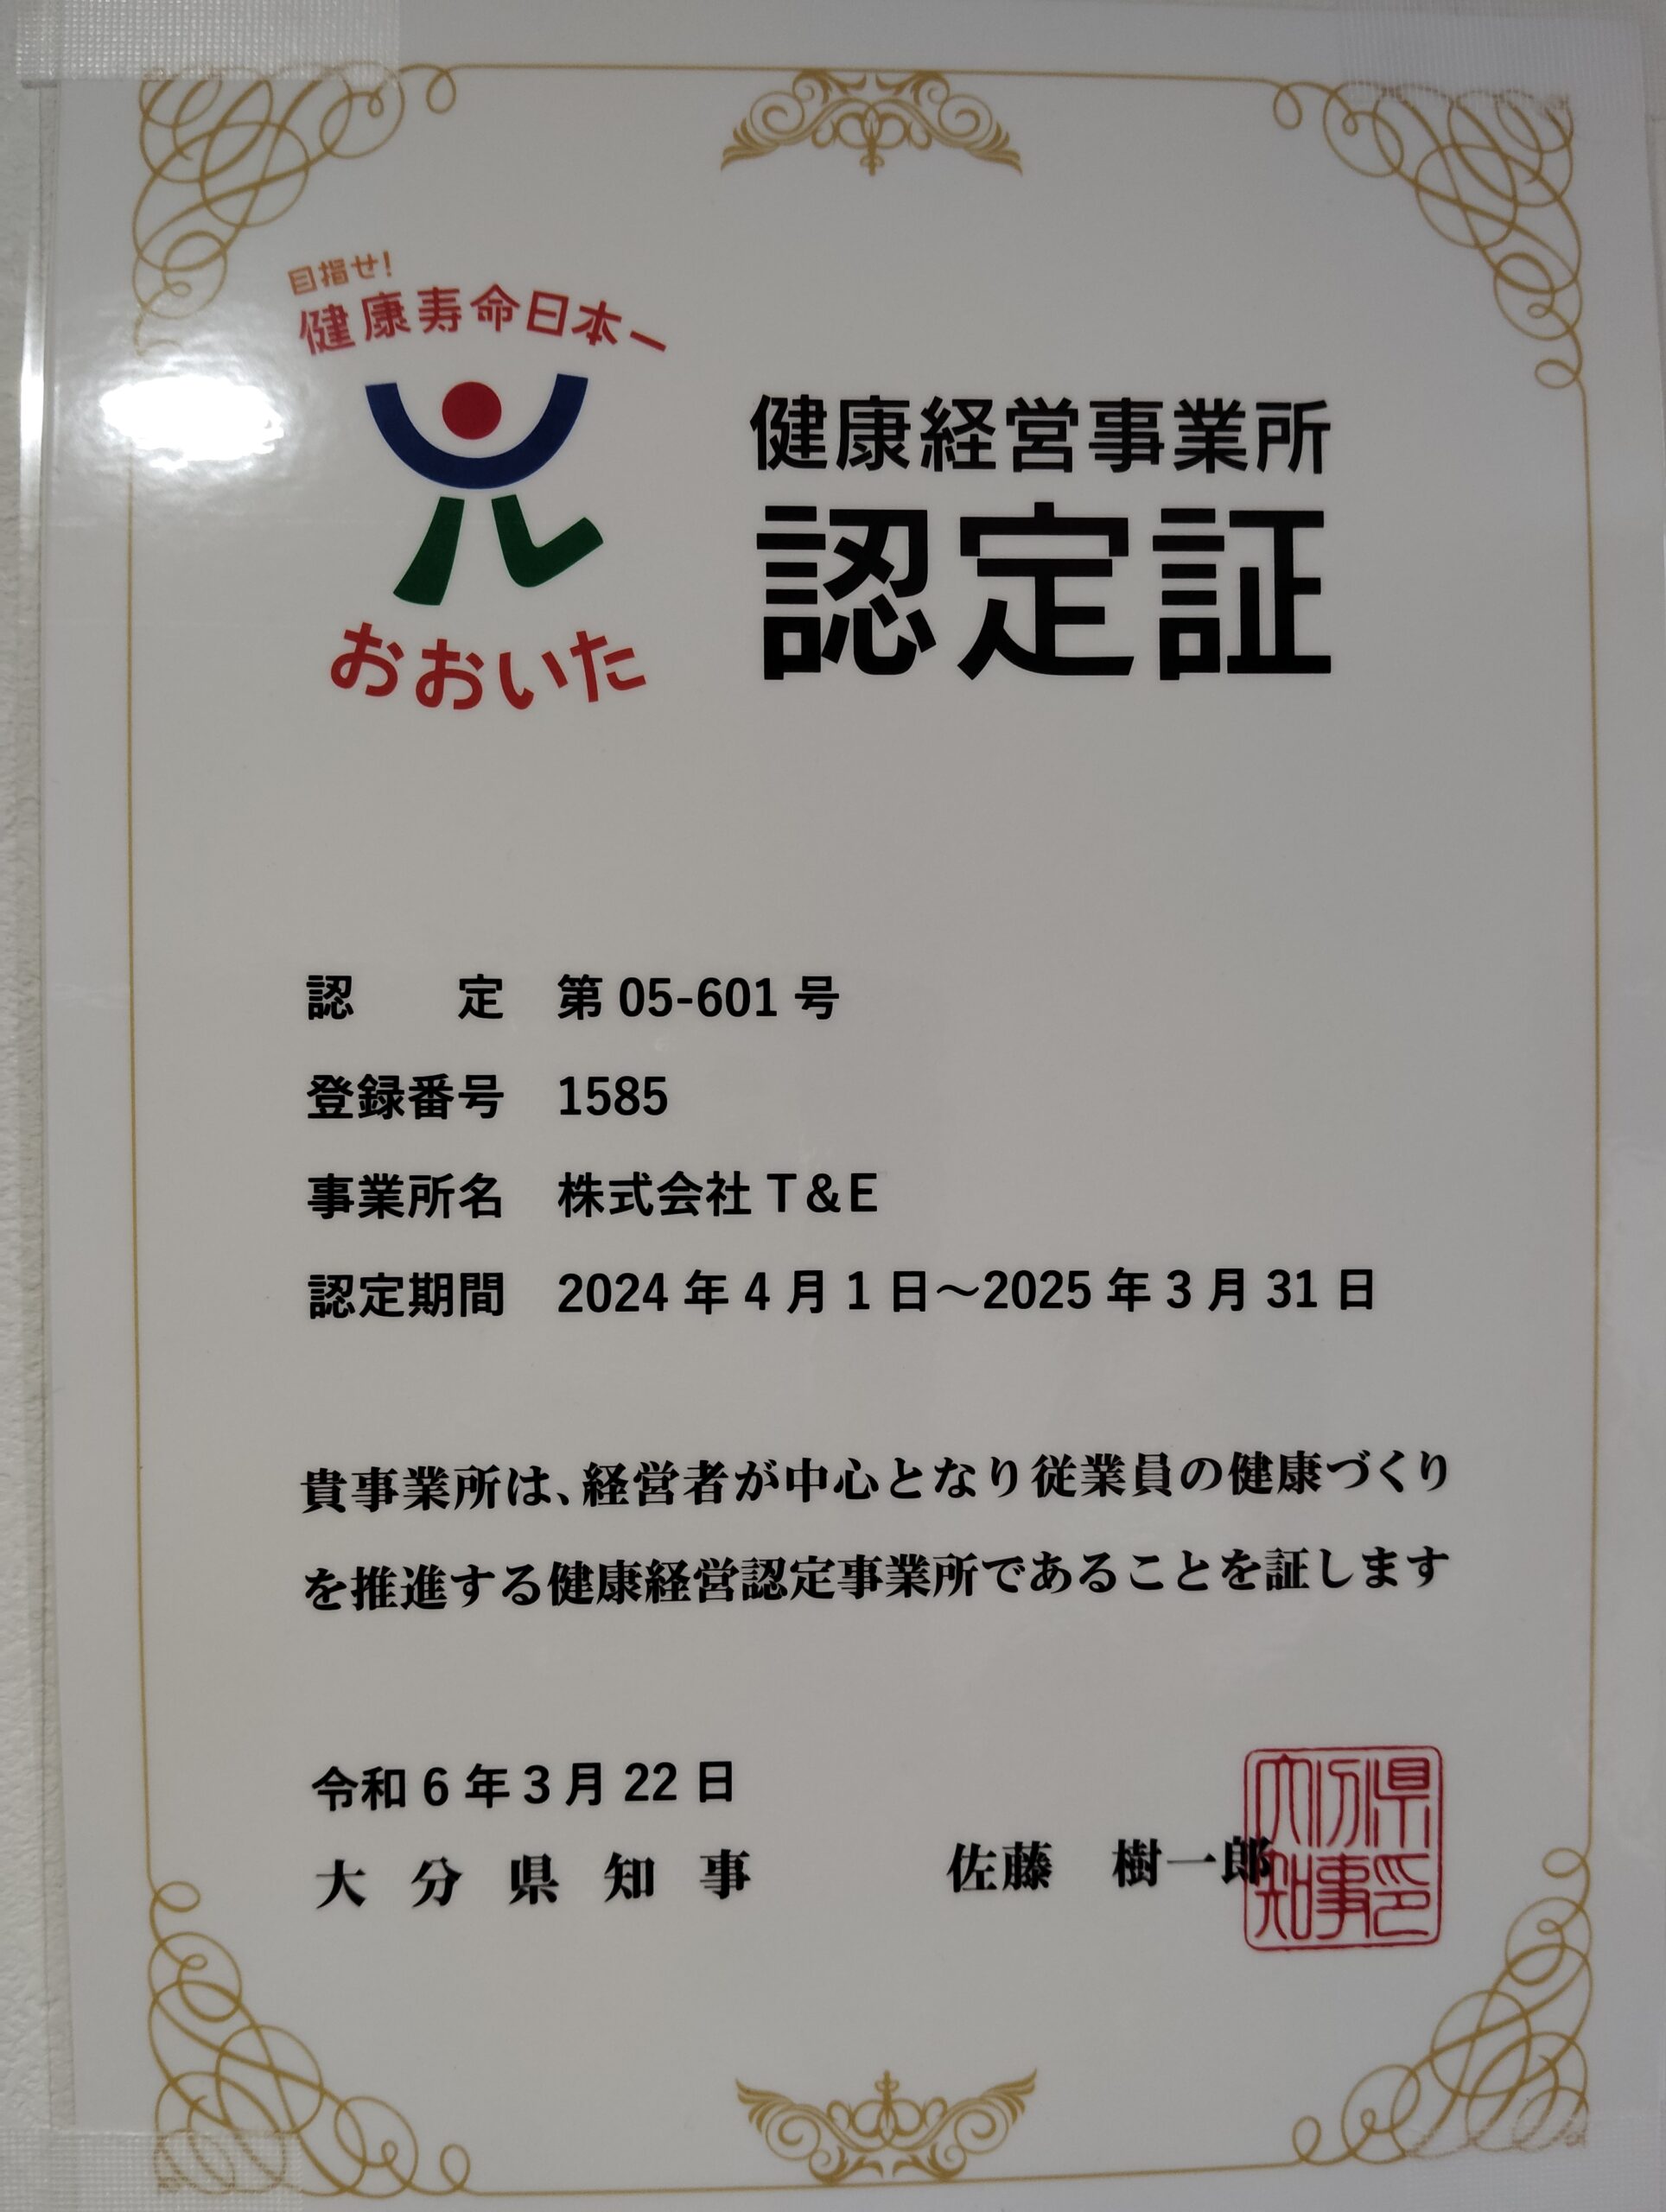 目指せ!
健康寿命日本一
おおいた
健康経営事業所
認定証
認　　定　第 05-601 号
登録番号　1585
事業所名　株式会社 T&E
認定期間　2024 年 4 月 1 日～2025 年 3 月 31 日
貴事業所は、経営者が中心となり従業員の健康づくり
を推進する健康経営認定事業所であることを証します
令和 6 年 3 月 22 日
大分県知事　佐藤　樹一郎
大分県
知事印